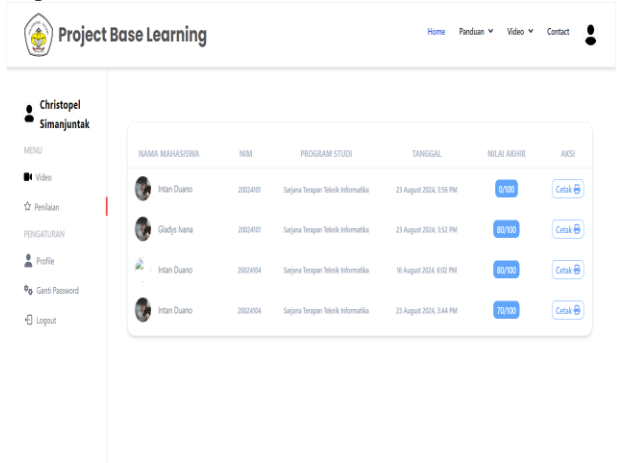 Project Base Learning
Home Panduan Video Contact
Christopel
Simanjuntak
MENU
Video
Penilaian
PENGATURAN
Profile
Ganti Password
Logout
NAMA MAHASISWA NIM PROGRAM STUDI TANGGAL NILAI AKHIR AKSI
Intan Duano 20024101 Sarjana Terapan Teknik Informatika 23 August 2024, 3:56 PM 0/100 Cetak
Gladys Ivana 20024101 Sarjana Terapan Teknik Informatika 23 August 2024, 3:52 PM 80/100 Cetak
Intan Duano 20024104 Sarjana Terapan Teknik Informatika 16 August 2024, 6:02 PM 80/100 Cetak
Intan Duano 20024104 Sarjana Terapan Teknik Informatika 23 August 2024, 3:44 PM 70/100 Cetak